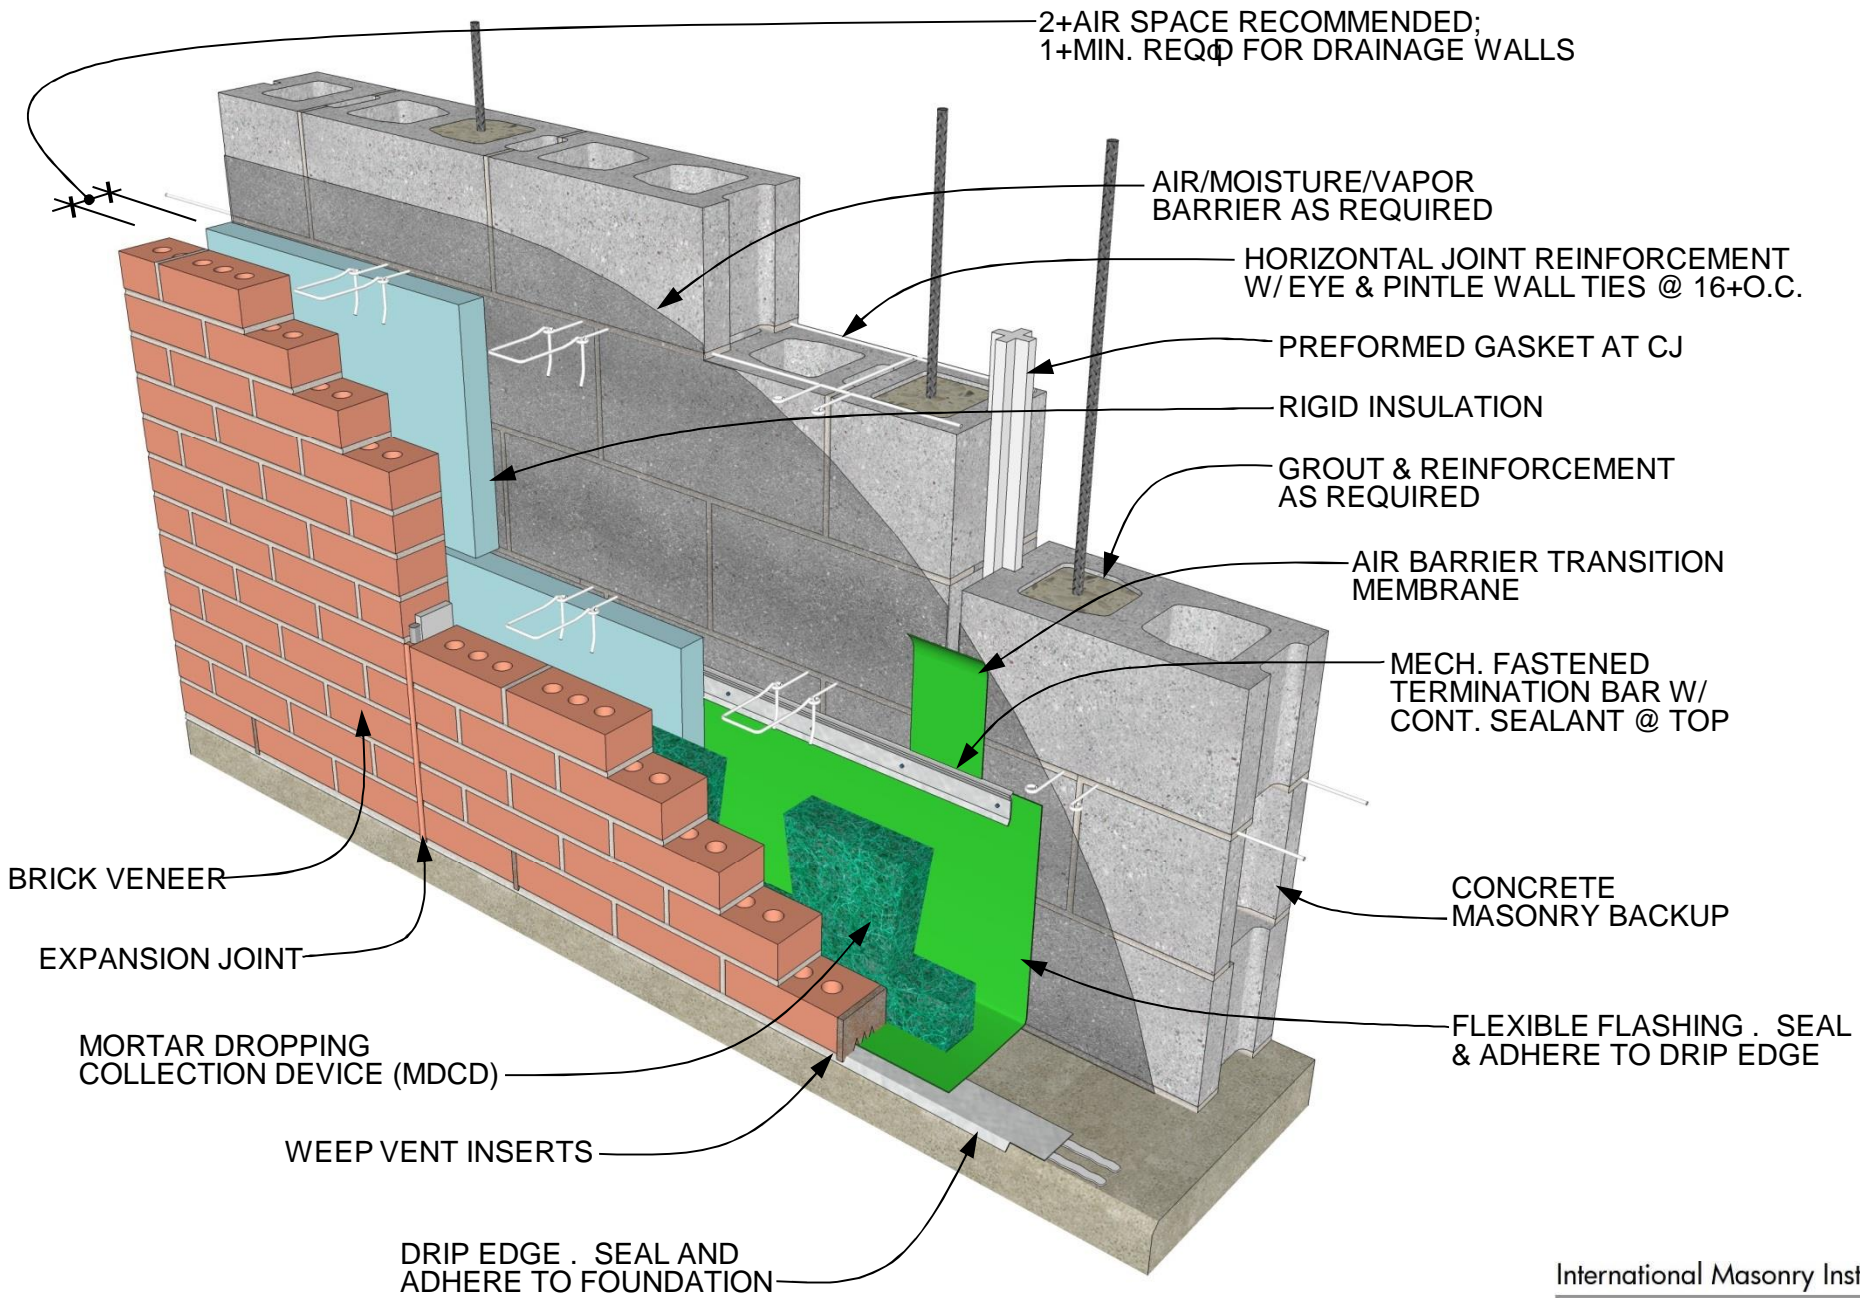 2+AIR SPACE RECOMMENDED;
1+MIN. REQqD FOR DRAINAGE WALLS
AIR/MOISTURE/VAPOR
BARRIER AS REQUIRED
HORIZONTAL JOINT REINFORCEMENT
W/ EYE & PINTLE WALL TIES @ 16+O.C.
PREFORMED GASKET AT CJ
RIGID INSULATION
GROUT & REINFORCEMENT
AS REQUIRED
AIR BARRIER TRANSITION
MEMBRANE
MECH. FASTENED
TERMINATION BAR W/
CONT. SEALANT @ TOP
BRICK VENEER
CONCRETE
MASONRY BACKUP
EXPANSION JOINT
FLEXIBLE FLASHING . SEAL
& ADHERE TO DRIP EDGE
MORTAR DROPPING
COLLECTION DEVICE (MDCD)
WEEP VENT INSERTS
DRIP EDGE . SEAL AND
ADHERE TO FOUNDATION
International Masonry Inst